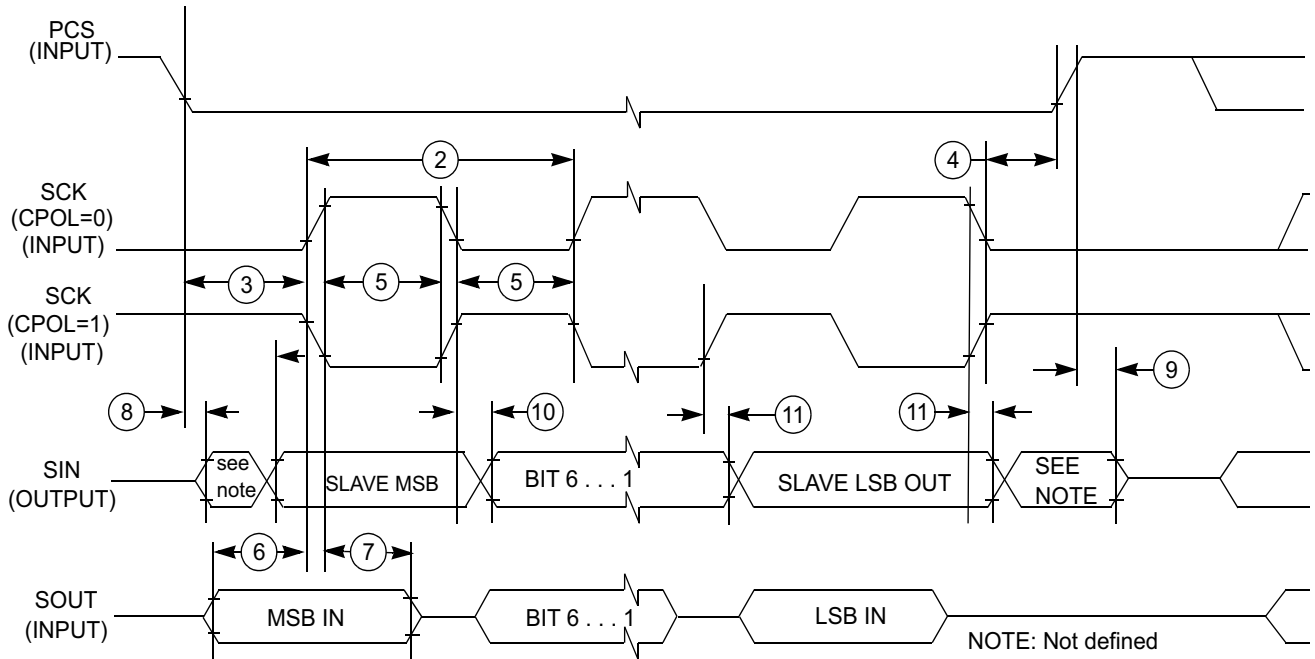 PCS
(INPUT)
2
4
SCK
(CPOL=0)
(INPUT)
3
5
5
SCK
(CPOL=1)
(INPUT)
9
8
10
11
11
SIN
(OUTPUT)
see
note
SLAVE MSB
BIT 6 . . . 1
SLAVE LSB OUT
SEE
NOTE
6
7
SOUT
(INPUT)
MSB IN
BIT 6 . . . 1
LSB IN
NOTE: Not defined